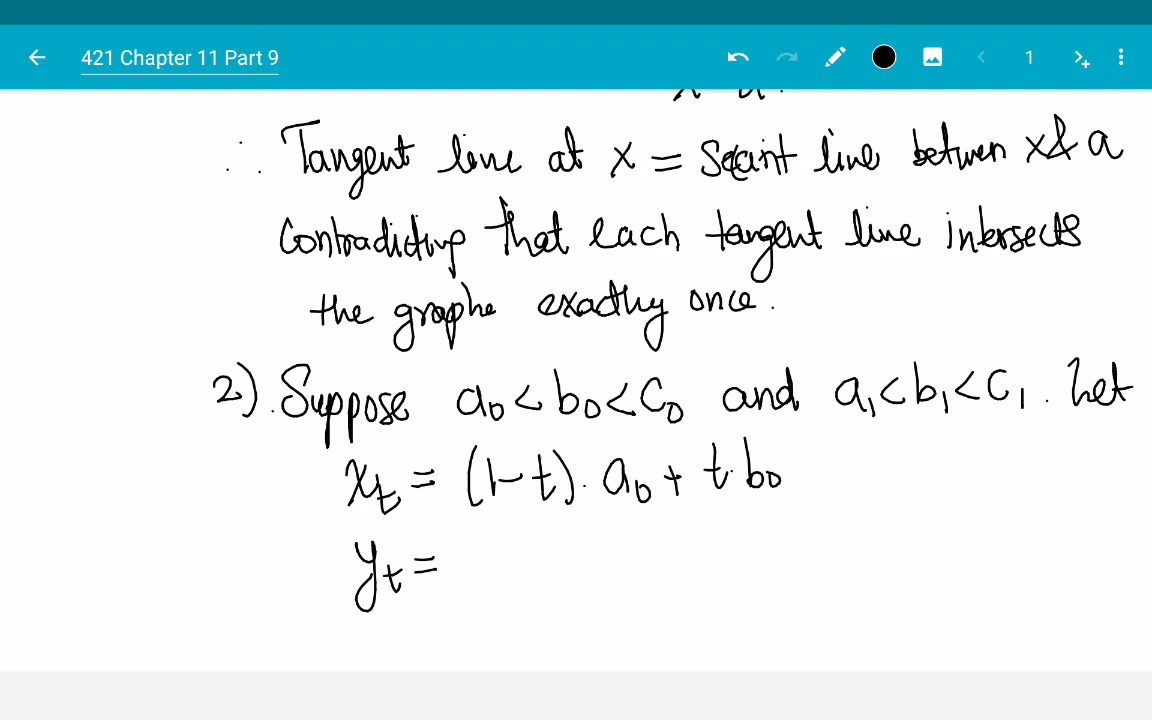 421 Chapter 11 Part 9
1
∴ Tangent line at x = Secant line between x & a
Contradicting that each tangent line intersects
the graph exactly once.
2). Suppose a₀ < b₀ < c₀ and a₁ < b₁ < c₁. Let
xₜ = (1-t). a₀ + t. b₀
yₜ =